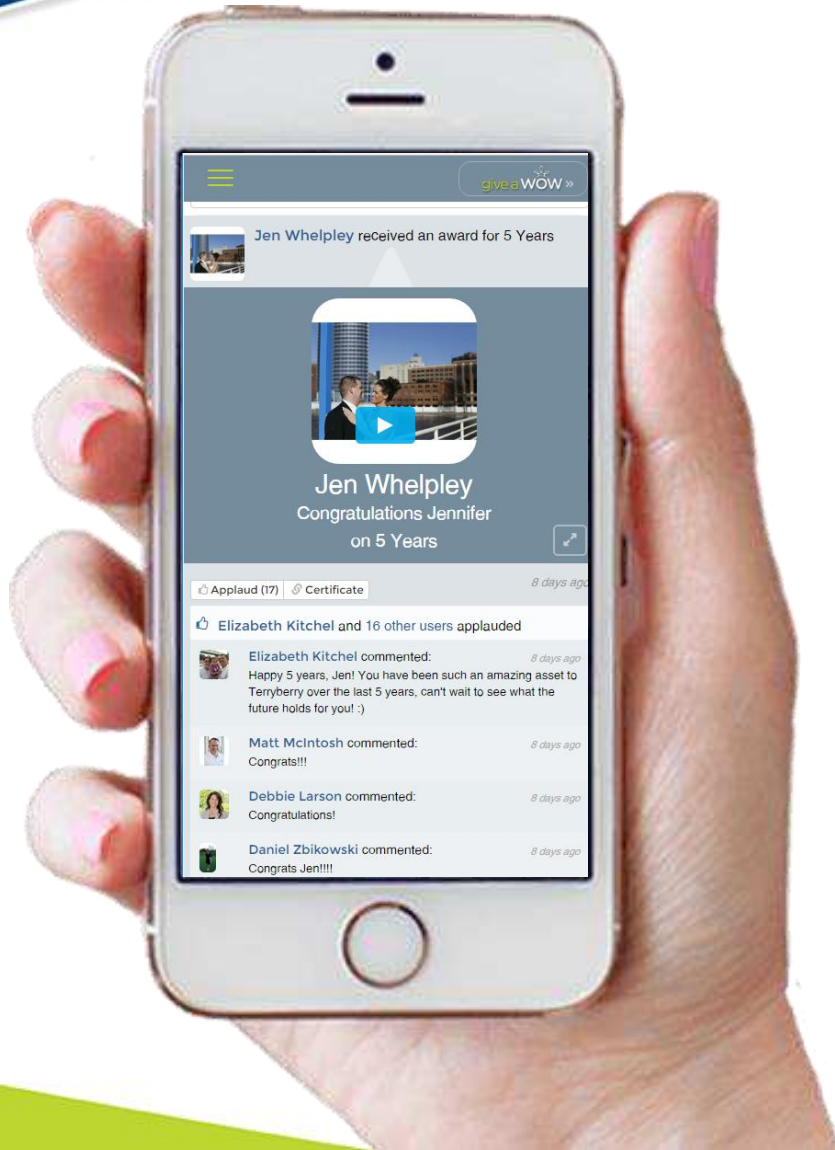 give a WOW »
Jen Whelpley received an award for 5 Years
Jen Whelpley
Congratulations Jennifer
on 5 Years
Applaud (17) Certificate 8 days ago
Elizabeth Kitchel and 16 other users applauded
Elizabeth Kitchel commented: 8 days ago
Happy 5 years, Jen! You have been such an amazing asset to
Terryberry over the last 5 years, can't wait to see what the
future holds for you! :)
Matt McIntosh commented: 8 days ago
Congrats!!!
Debbie Larson commented: 8 days ago
Congratulations!
Daniel Zbikowski commented: 8 days ago
Congrats Jen!!!!